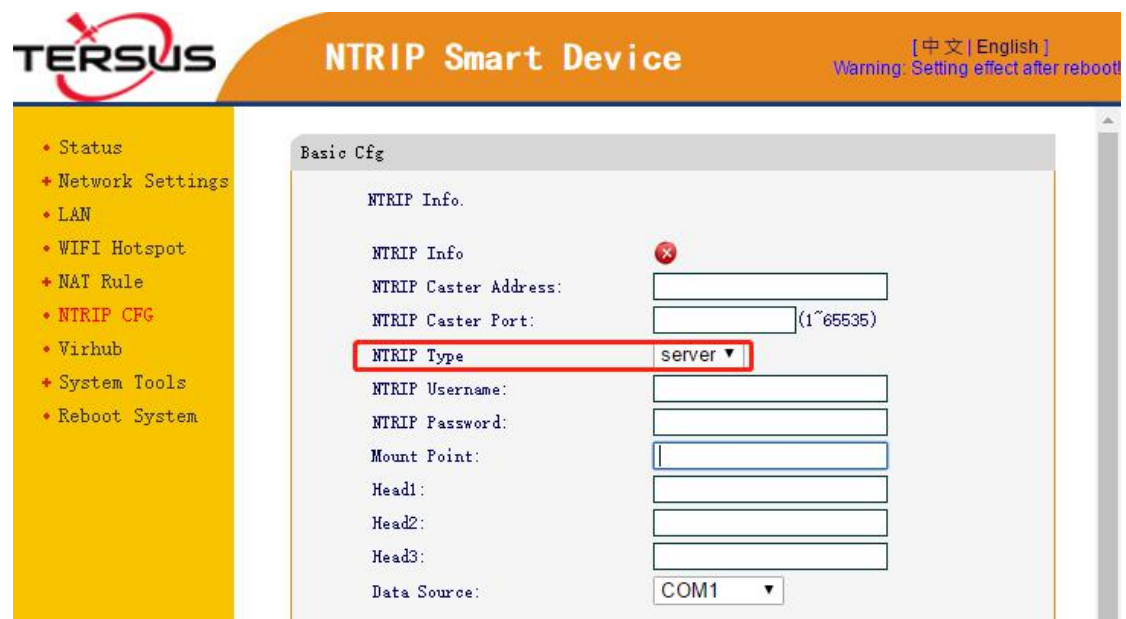 TERSUS
NTRIP Smart Device
[ 中文 | English ]
Warning: Setting effect after reboot!
Status
Network Settings
LAN
WIFI Hotspot
NAT Rule
NTRIP CFG
Virhub
System Tools
Reboot System
Basic Cfg
NTRIP Info.
NTRIP Info
NTRIP Caster Address:
NTRIP Caster Port: (1~65535)
NTRIP Type server
NTRIP Username:
NTRIP Password:
Mount Point:
Head1:
Head2:
Head3:
Data Source: COM1